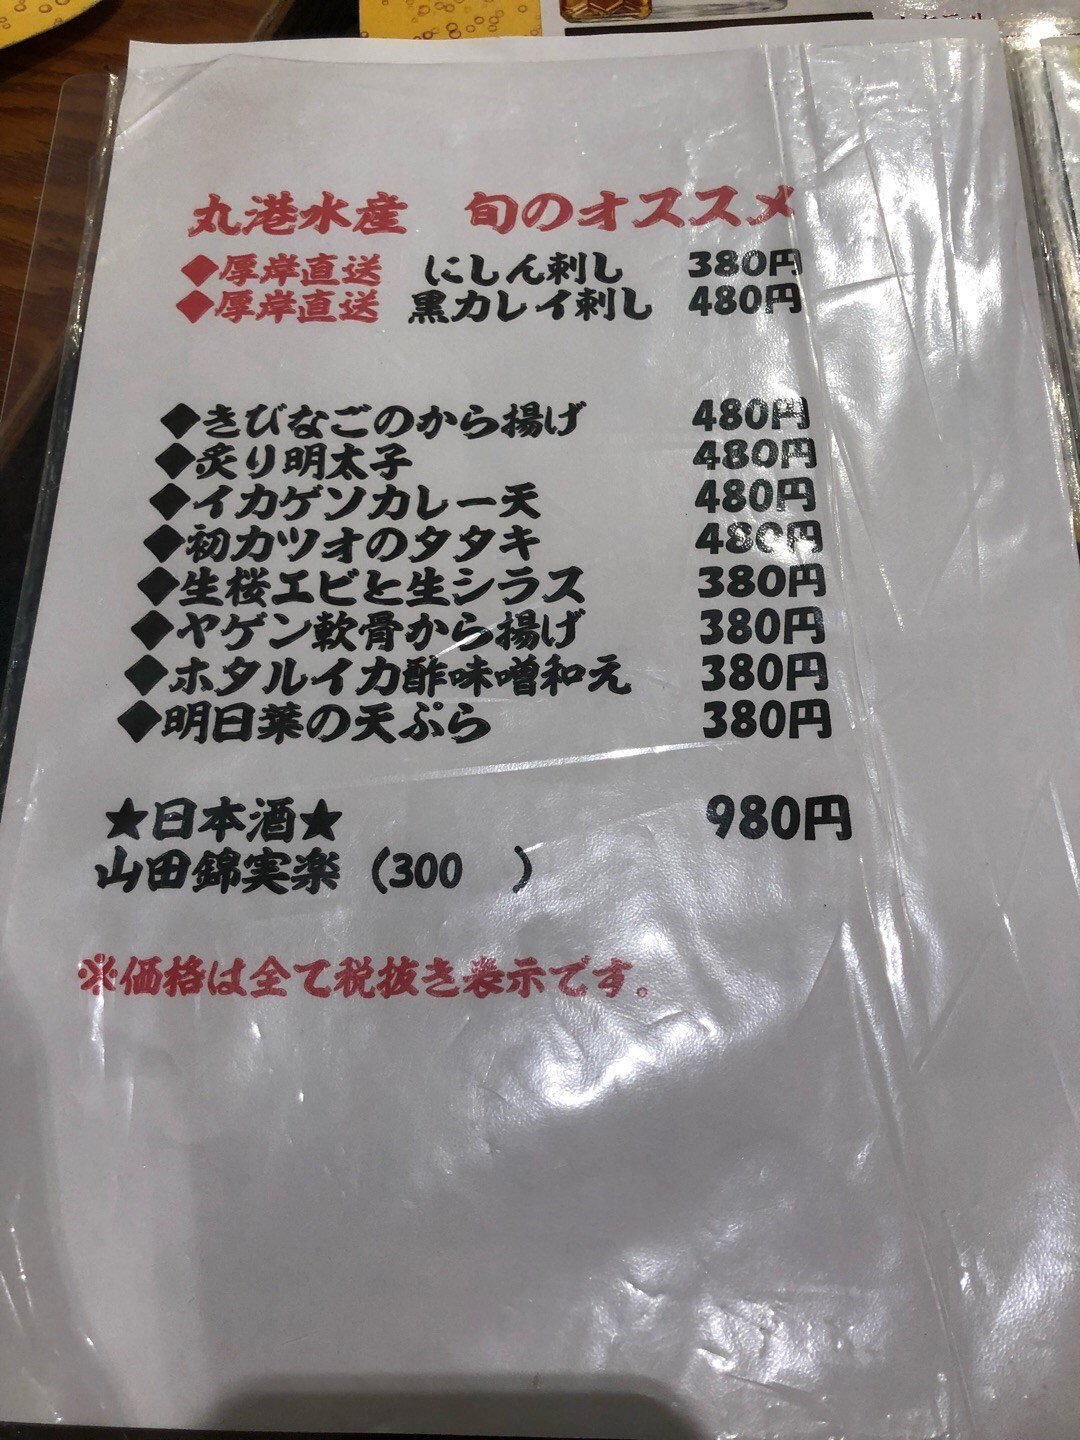 丸港水産　旬のオススメ
◆厚岸直送　にしん刺し　380円
◆厚岸直送　黒カレイ刺し　480円
◆きびなごのから揚げ　480円
◆炙り明太子　480円
◆イカゲソカレー天　480円
◆初カツオのタタキ　480円
◆生桜エビと生シラス　380円
◆ヤゲン軟骨から揚げ　380円
◆ホタルイカ酢味噌和え　380円
◆明日葉の天ぷら　380円
★日本酒★　980円
山田錦実楽（300　）
※価格は全て税抜き表示です。